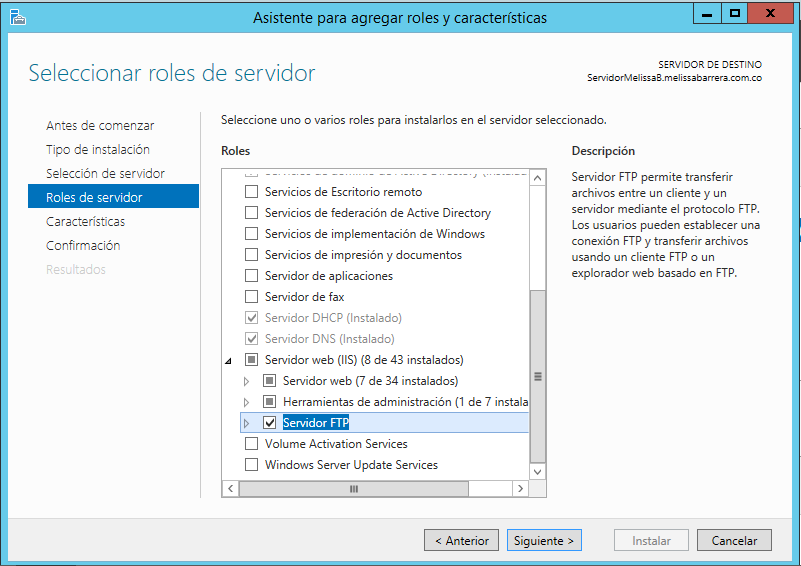 Asistente para agregar roles y características
Seleccionar roles de servidor
SERVIDOR DE DESTINO
ServidorMelissaB.melissabarrera.com.co
Antes de comenzar
Tipo de instalación
Selección de servidor
Roles de servidor
Características
Confirmación
Resultados
Seleccione uno o varios roles para instalarlos en el servidor seleccionado.
Roles
Servicios de dominio de Active Directory (Instalado
Servicios de Escritorio remoto
Servicios de federación de Active Directory
Servicios de implementación de Windows
Servicios de impresión y documentos
Servidor de aplicaciones
Servidor de fax
Servidor DHCP (Instalado)
Servidor DNS (Instalado)
Servidor web (IIS) (8 de 43 instalados)
Servidor web (7 de 34 instalados)
Herramientas de administración (1 de 7 instala
Servidor FTP
Volume Activation Services
Windows Server Update Services
Descripción
Servidor FTP permite transferir
archivos entre un cliente y un
servidor mediante el protocolo FTP.
Los usuarios pueden establecer una
conexión FTP y transferir archivos
usando un cliente FTP o un
explorador web basado en FTP.
< Anterior
Siguiente >
Instalar
Cancelar